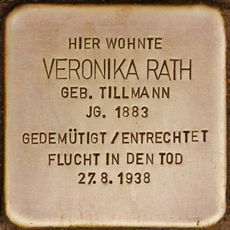 HIER WOHNTE
VERONIKA RATH
GEB. TILLMANN
JG. 1883
GEDEMÜTIGT / ENTRECHTET
FLUCHT IN DEN TOD
27.8.1938